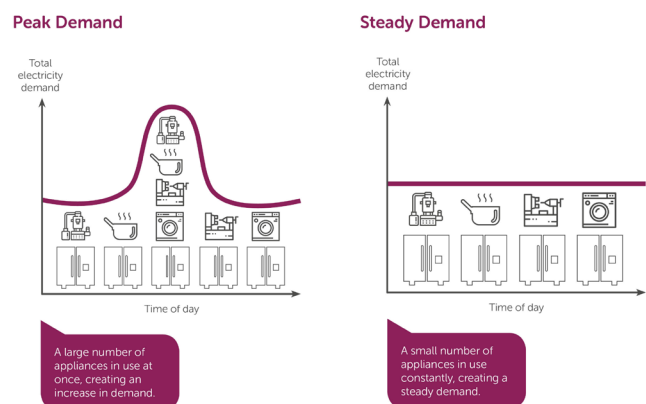 Peak Demand
Total
electricity
demand
Time of day
A large number of
appliances in use at
once, creating an
increase in demand.
Steady Demand
Total
electricity
demand
Time of day
A small number of
appliances in use
constantly, creating a
steady demand.